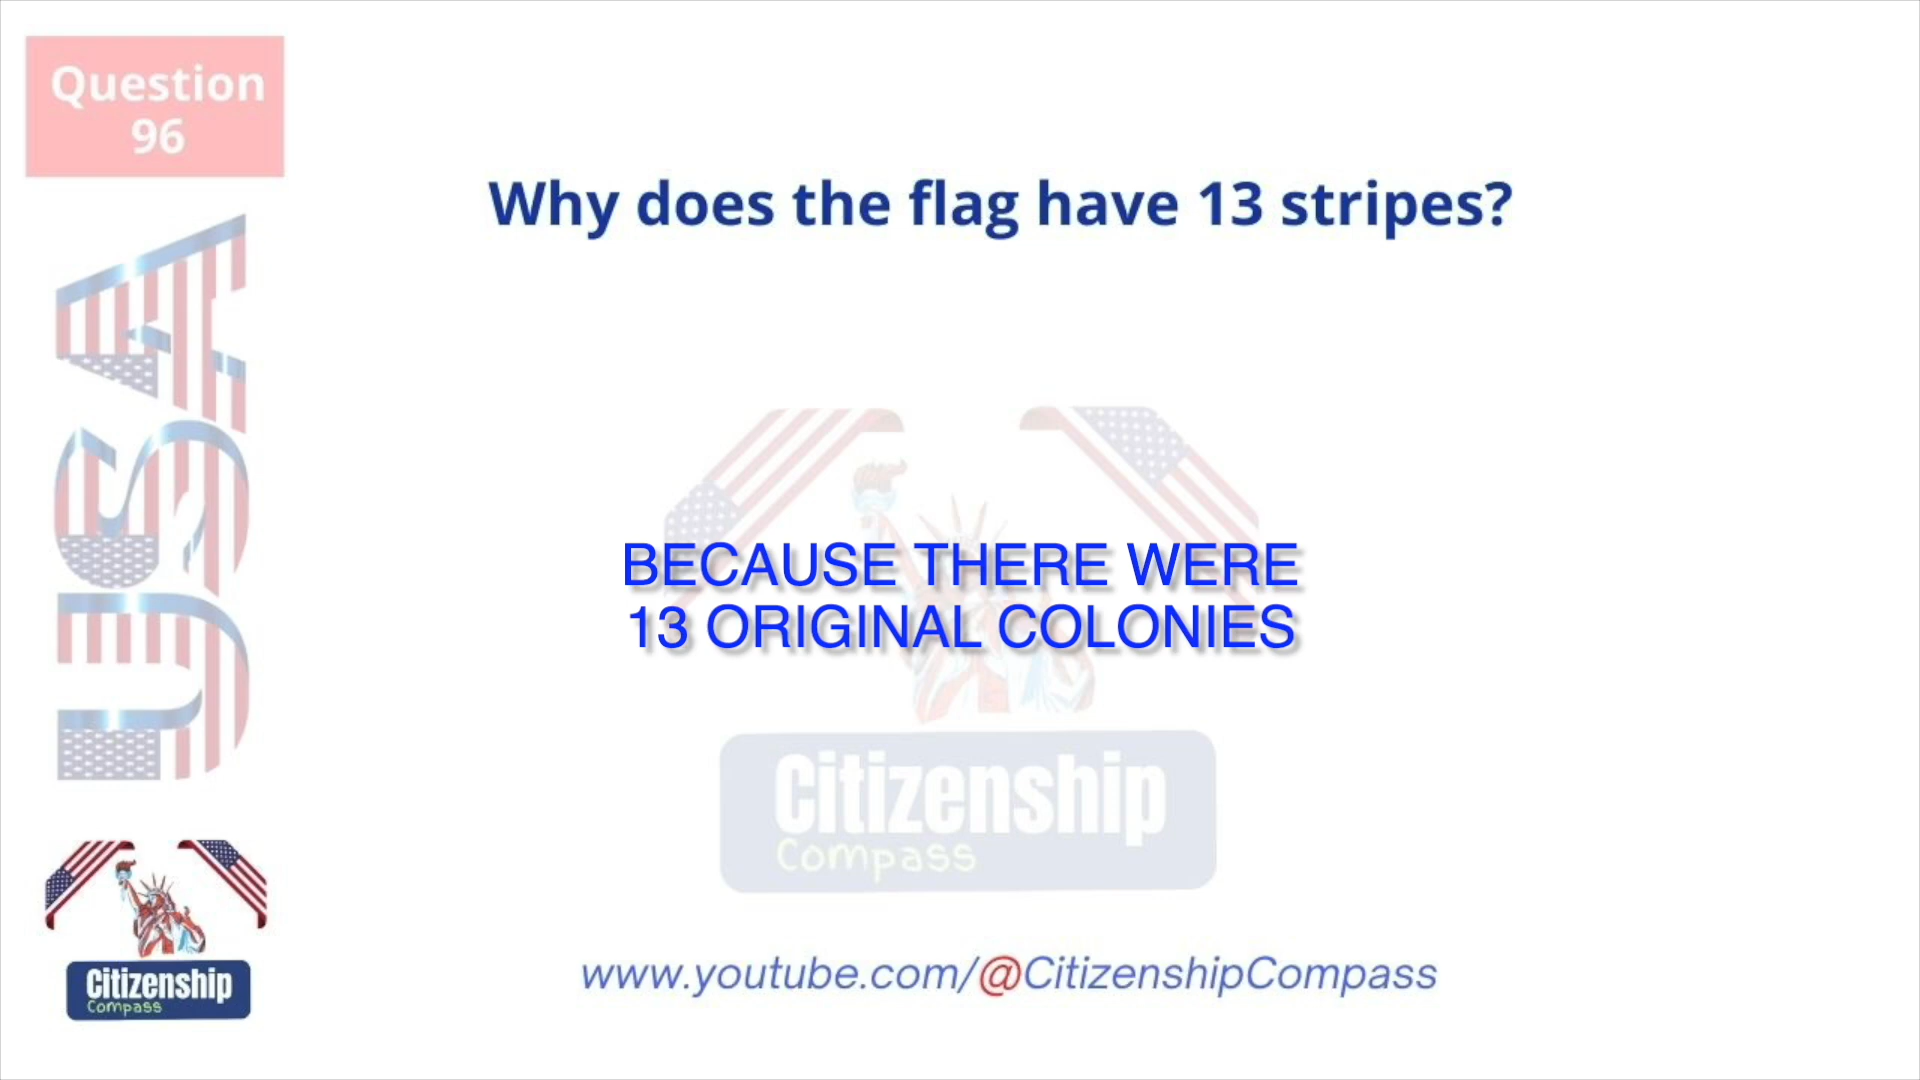 Question
96
Why does the flag have 13 stripes?
USA
BECAUSE THERE WERE
13 ORIGINAL COLONIES
Citizenship
Compass
Citizenship
Compass
www.youtube.com/@CitizenshipCompass